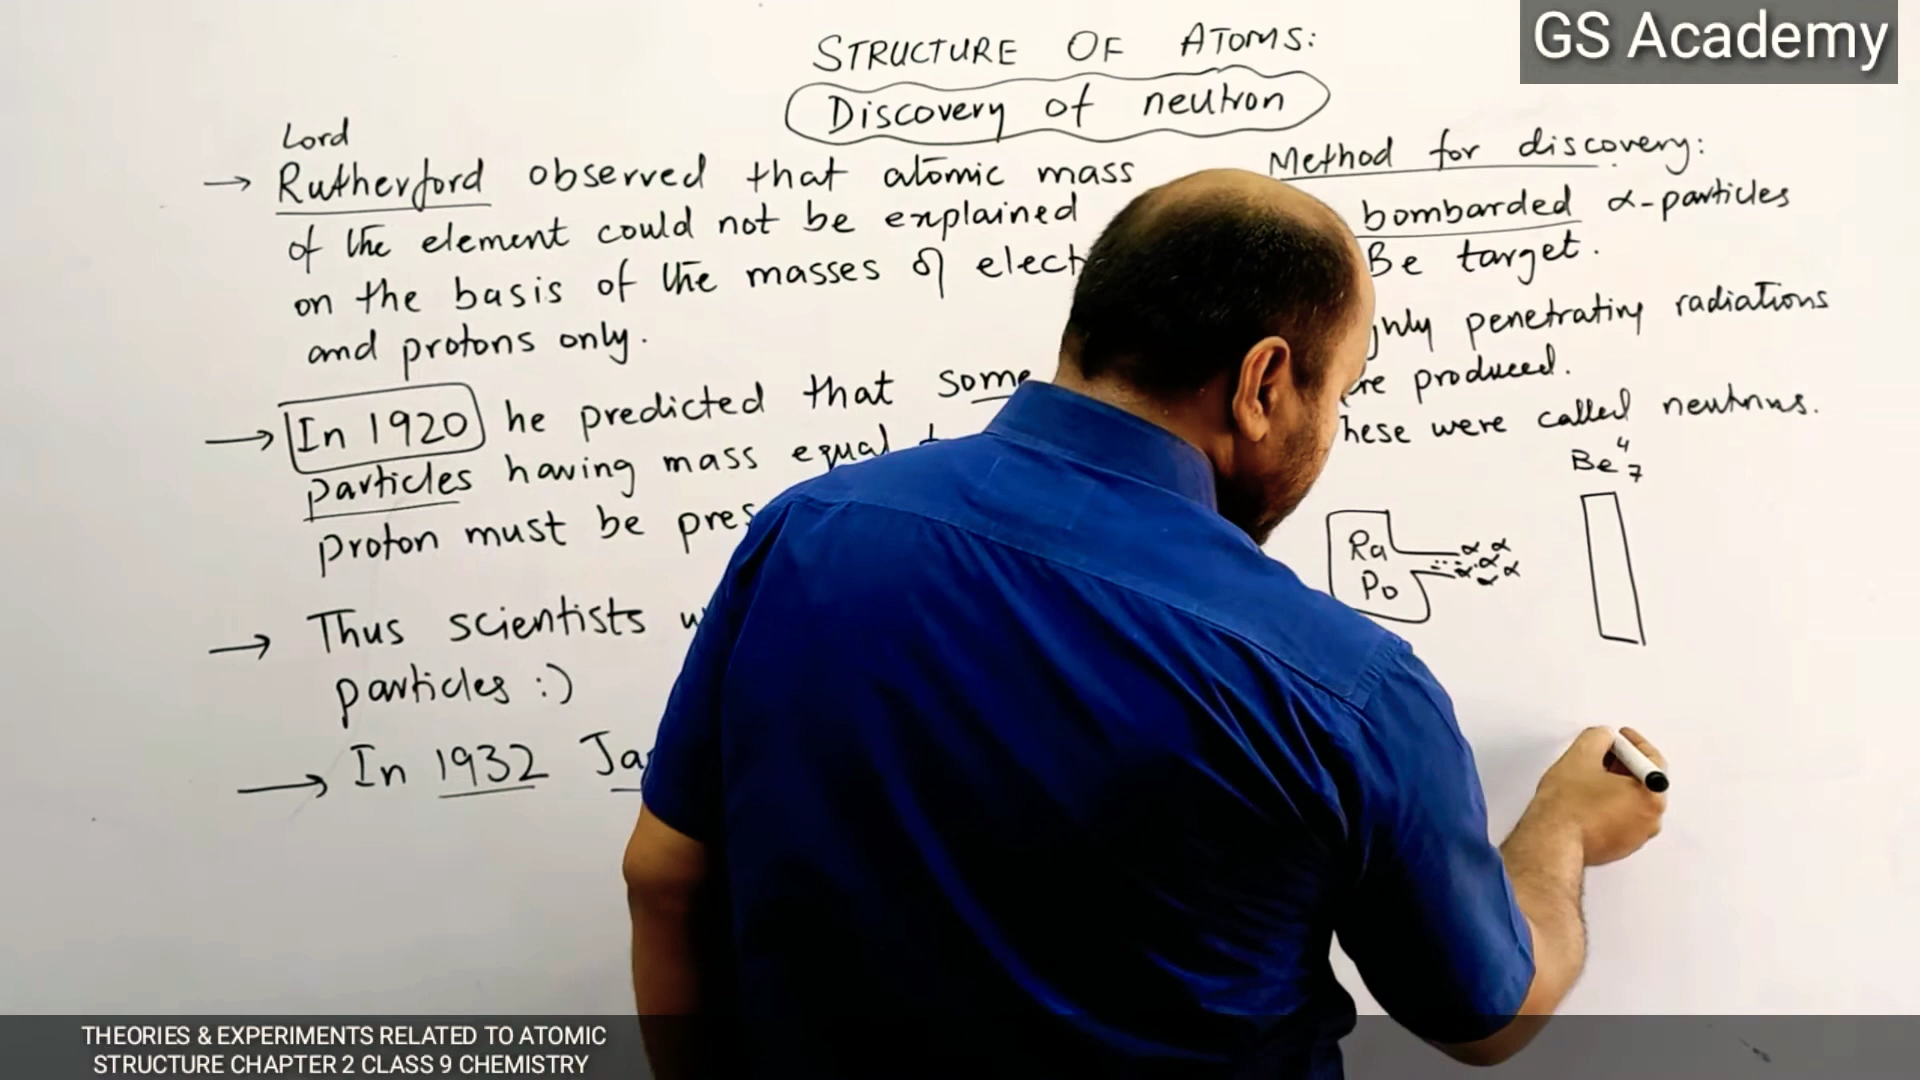 GS Academy
STRUCTURE OF ATOMS:
Discovery of neutron
Lord
→ Rutherford observed that atomic mass
of the element could not be explained
on the basis of the masses of elect
and protons only.
→ In 1920 he predicted that some
particles having mass equal
proton must be pres
→ Thus scientists
particles :)
→ In 1932 Ja
Method for discovery:
bombarded α-particles
Be target.
ghly penetrating radiations
re produced.
hese were called neutrons.
Be 4 7
Ra
Po
α α α α α
THEORIES & EXPERIMENTS RELATED TO ATOMIC
STRUCTURE CHAPTER 2 CLASS 9 CHEMISTRY